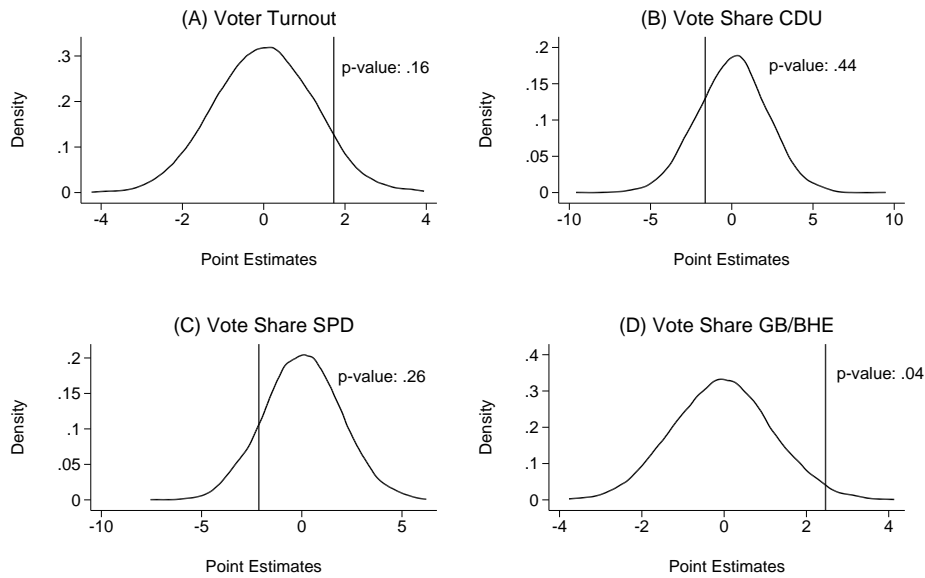 (A) Voter Turnout
.3
.2
.1
0
Density
p-value: .16
-4 -2 0 2 4
Point Estimates
(B) Vote Share CDU
.2
.15
.1
.05
0
Density
p-value: .44
-10 -5 0 5 10
Point Estimates
(C) Vote Share SPD
.2
.15
.1
.05
0
Density
p-value: .26
-10 -5 0 5
Point Estimates
(D) Vote Share GB/BHE
.4
.3
.2
.1
0
Density
p-value: .04
-4 -2 0 2 4
Point Estimates